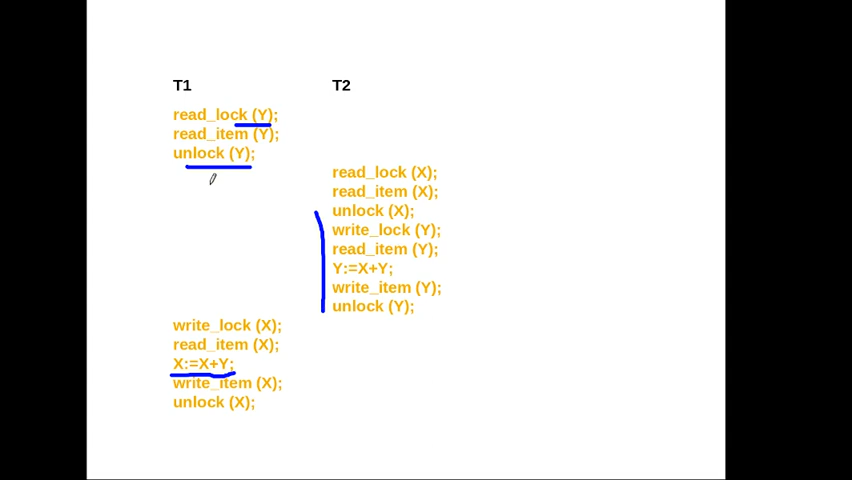 T1 T2
read_lock (Y);
read_item (Y);
unlock (Y);
read_lock (X);
read_item (X);
unlock (X);
write_lock (Y);
read_item (Y);
Y:=X+Y;
write_item (Y);
unlock (Y);
write_lock (X);
read_item (X);
X:=X+Y;
write_item (X);
unlock (X);